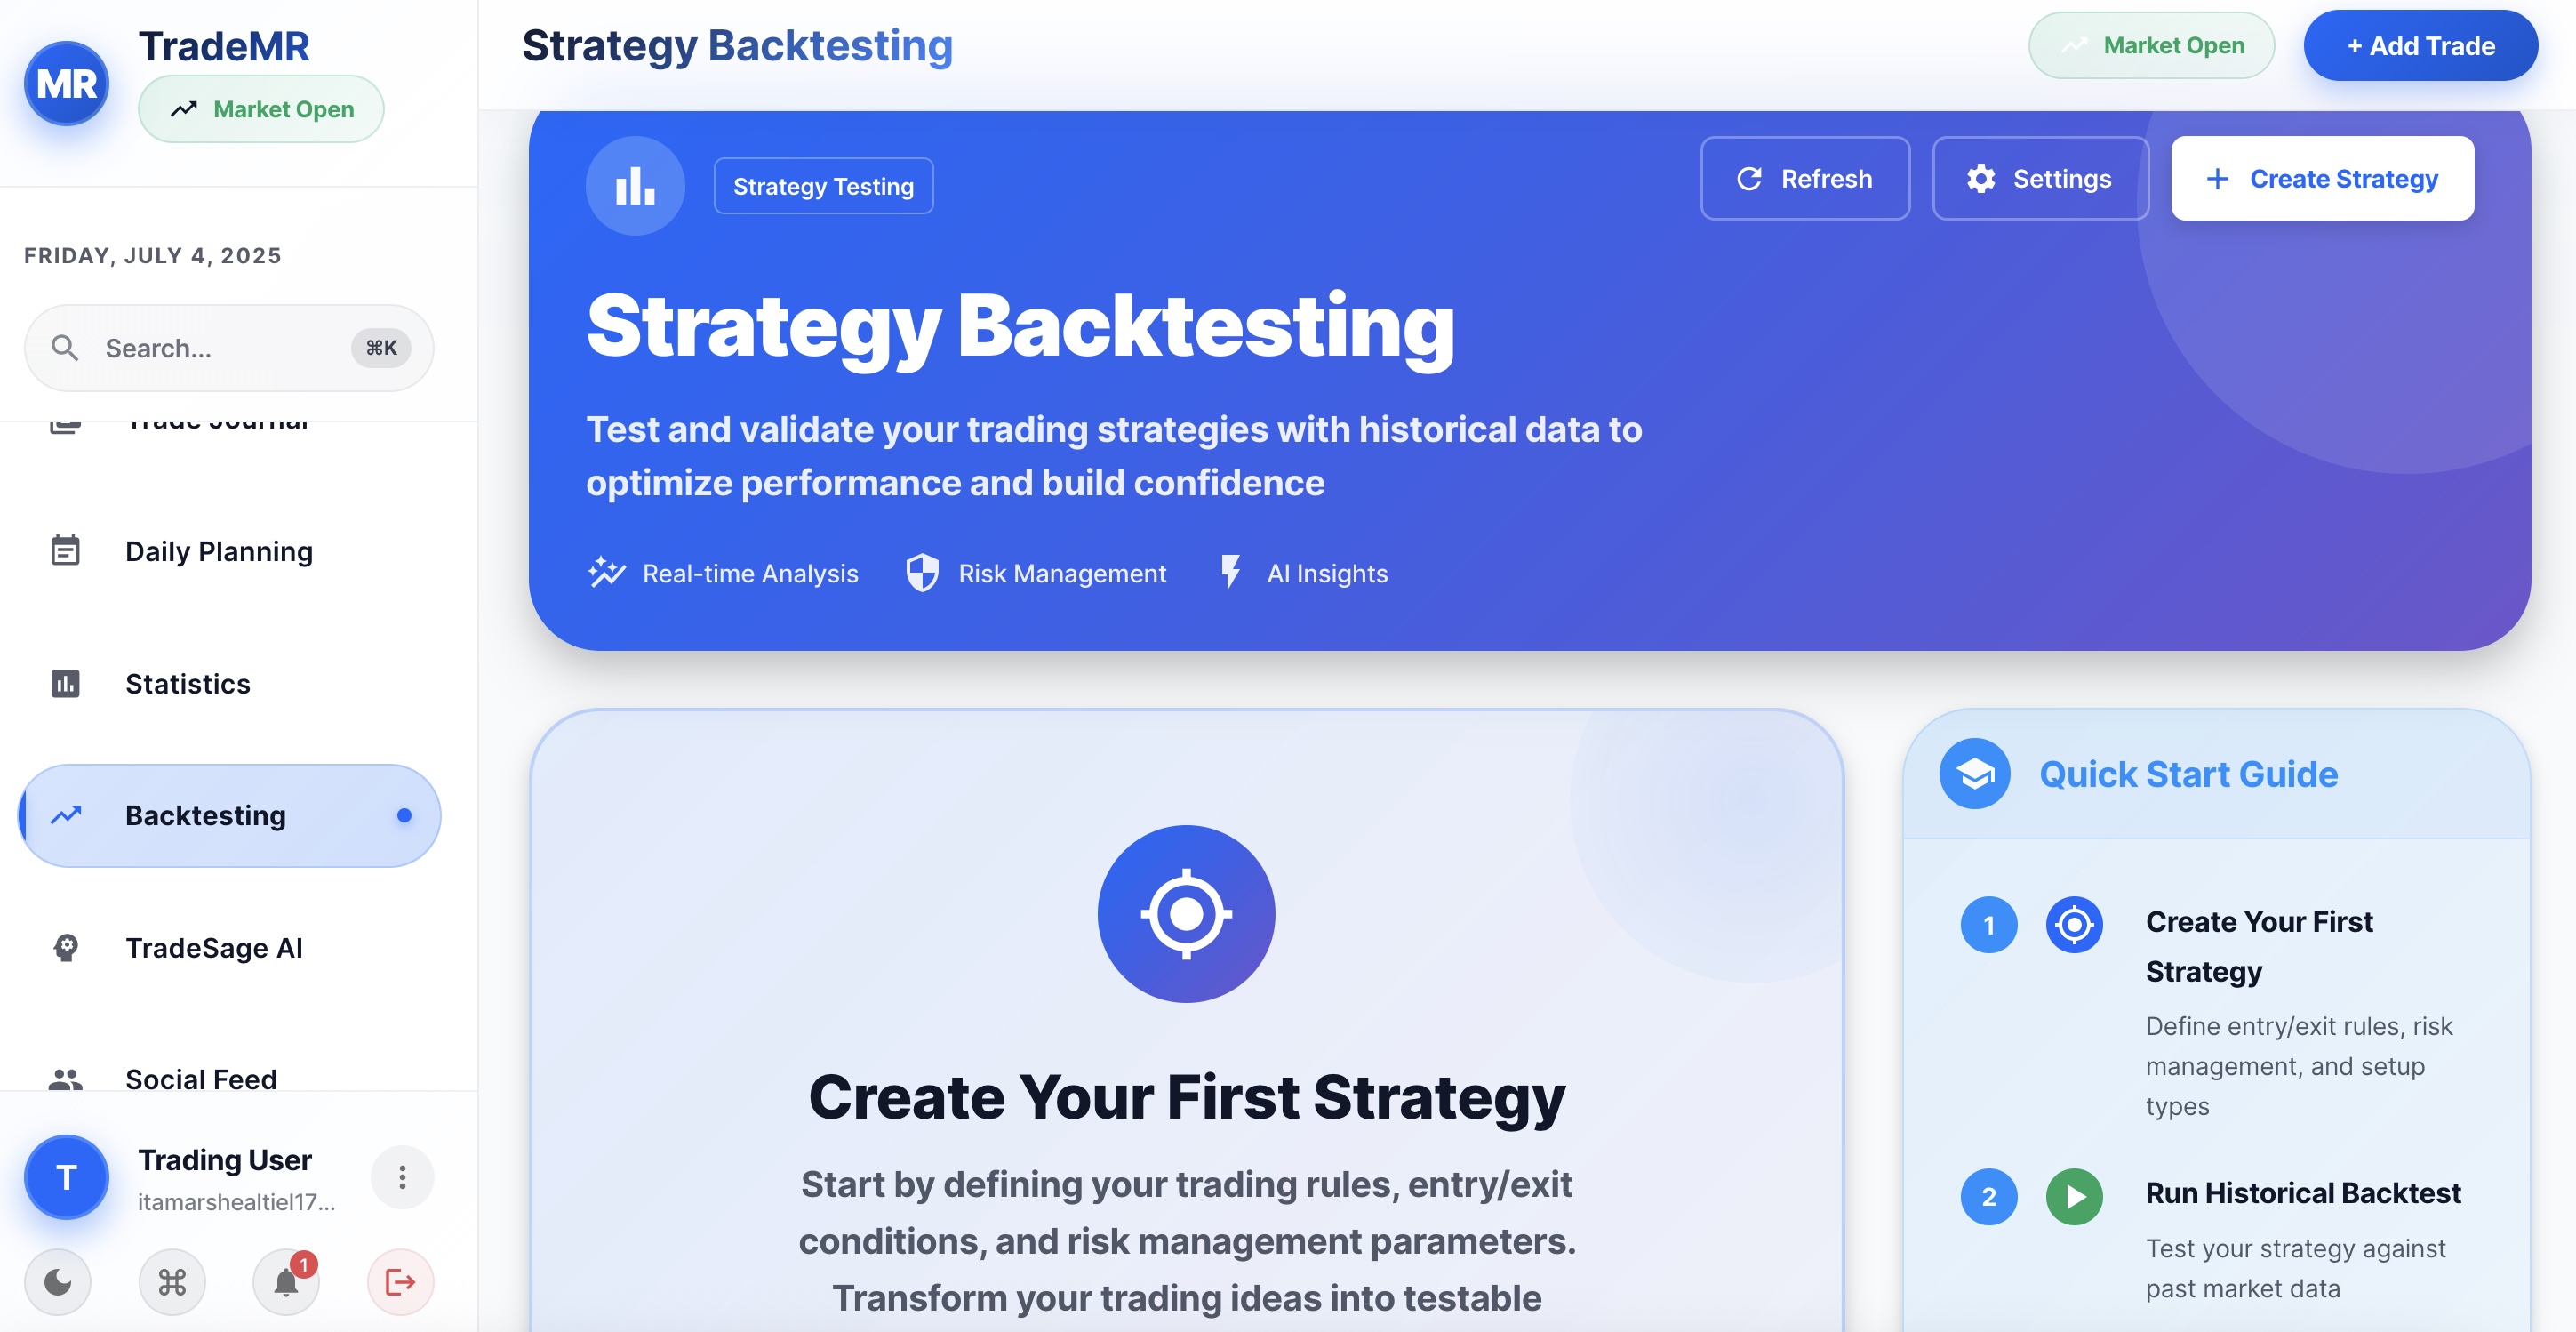 MR
TradeMR
Market Open
FRIDAY, JULY 4, 2025
Search...
⌘K
Trade Journal
Daily Planning
Statistics
Backtesting
TradeSage AI
Social Feed
T
Trading User
itamarshealtiel17...
1
Strategy Backtesting
Market Open
+ Add Trade
Strategy Testing
Refresh
Settings
Create Strategy
Strategy Backtesting
Test and validate your trading strategies with historical data to
optimize performance and build confidence
Real-time Analysis
Risk Management
AI Insights
Create Your First Strategy
Start by defining your trading rules, entry/exit
conditions, and risk management parameters.
Transform your trading ideas into testable
Quick Start Guide
1
Create Your First
Strategy
Define entry/exit rules, risk
management, and setup
types
2
Run Historical Backtest
Test your strategy against
past market data